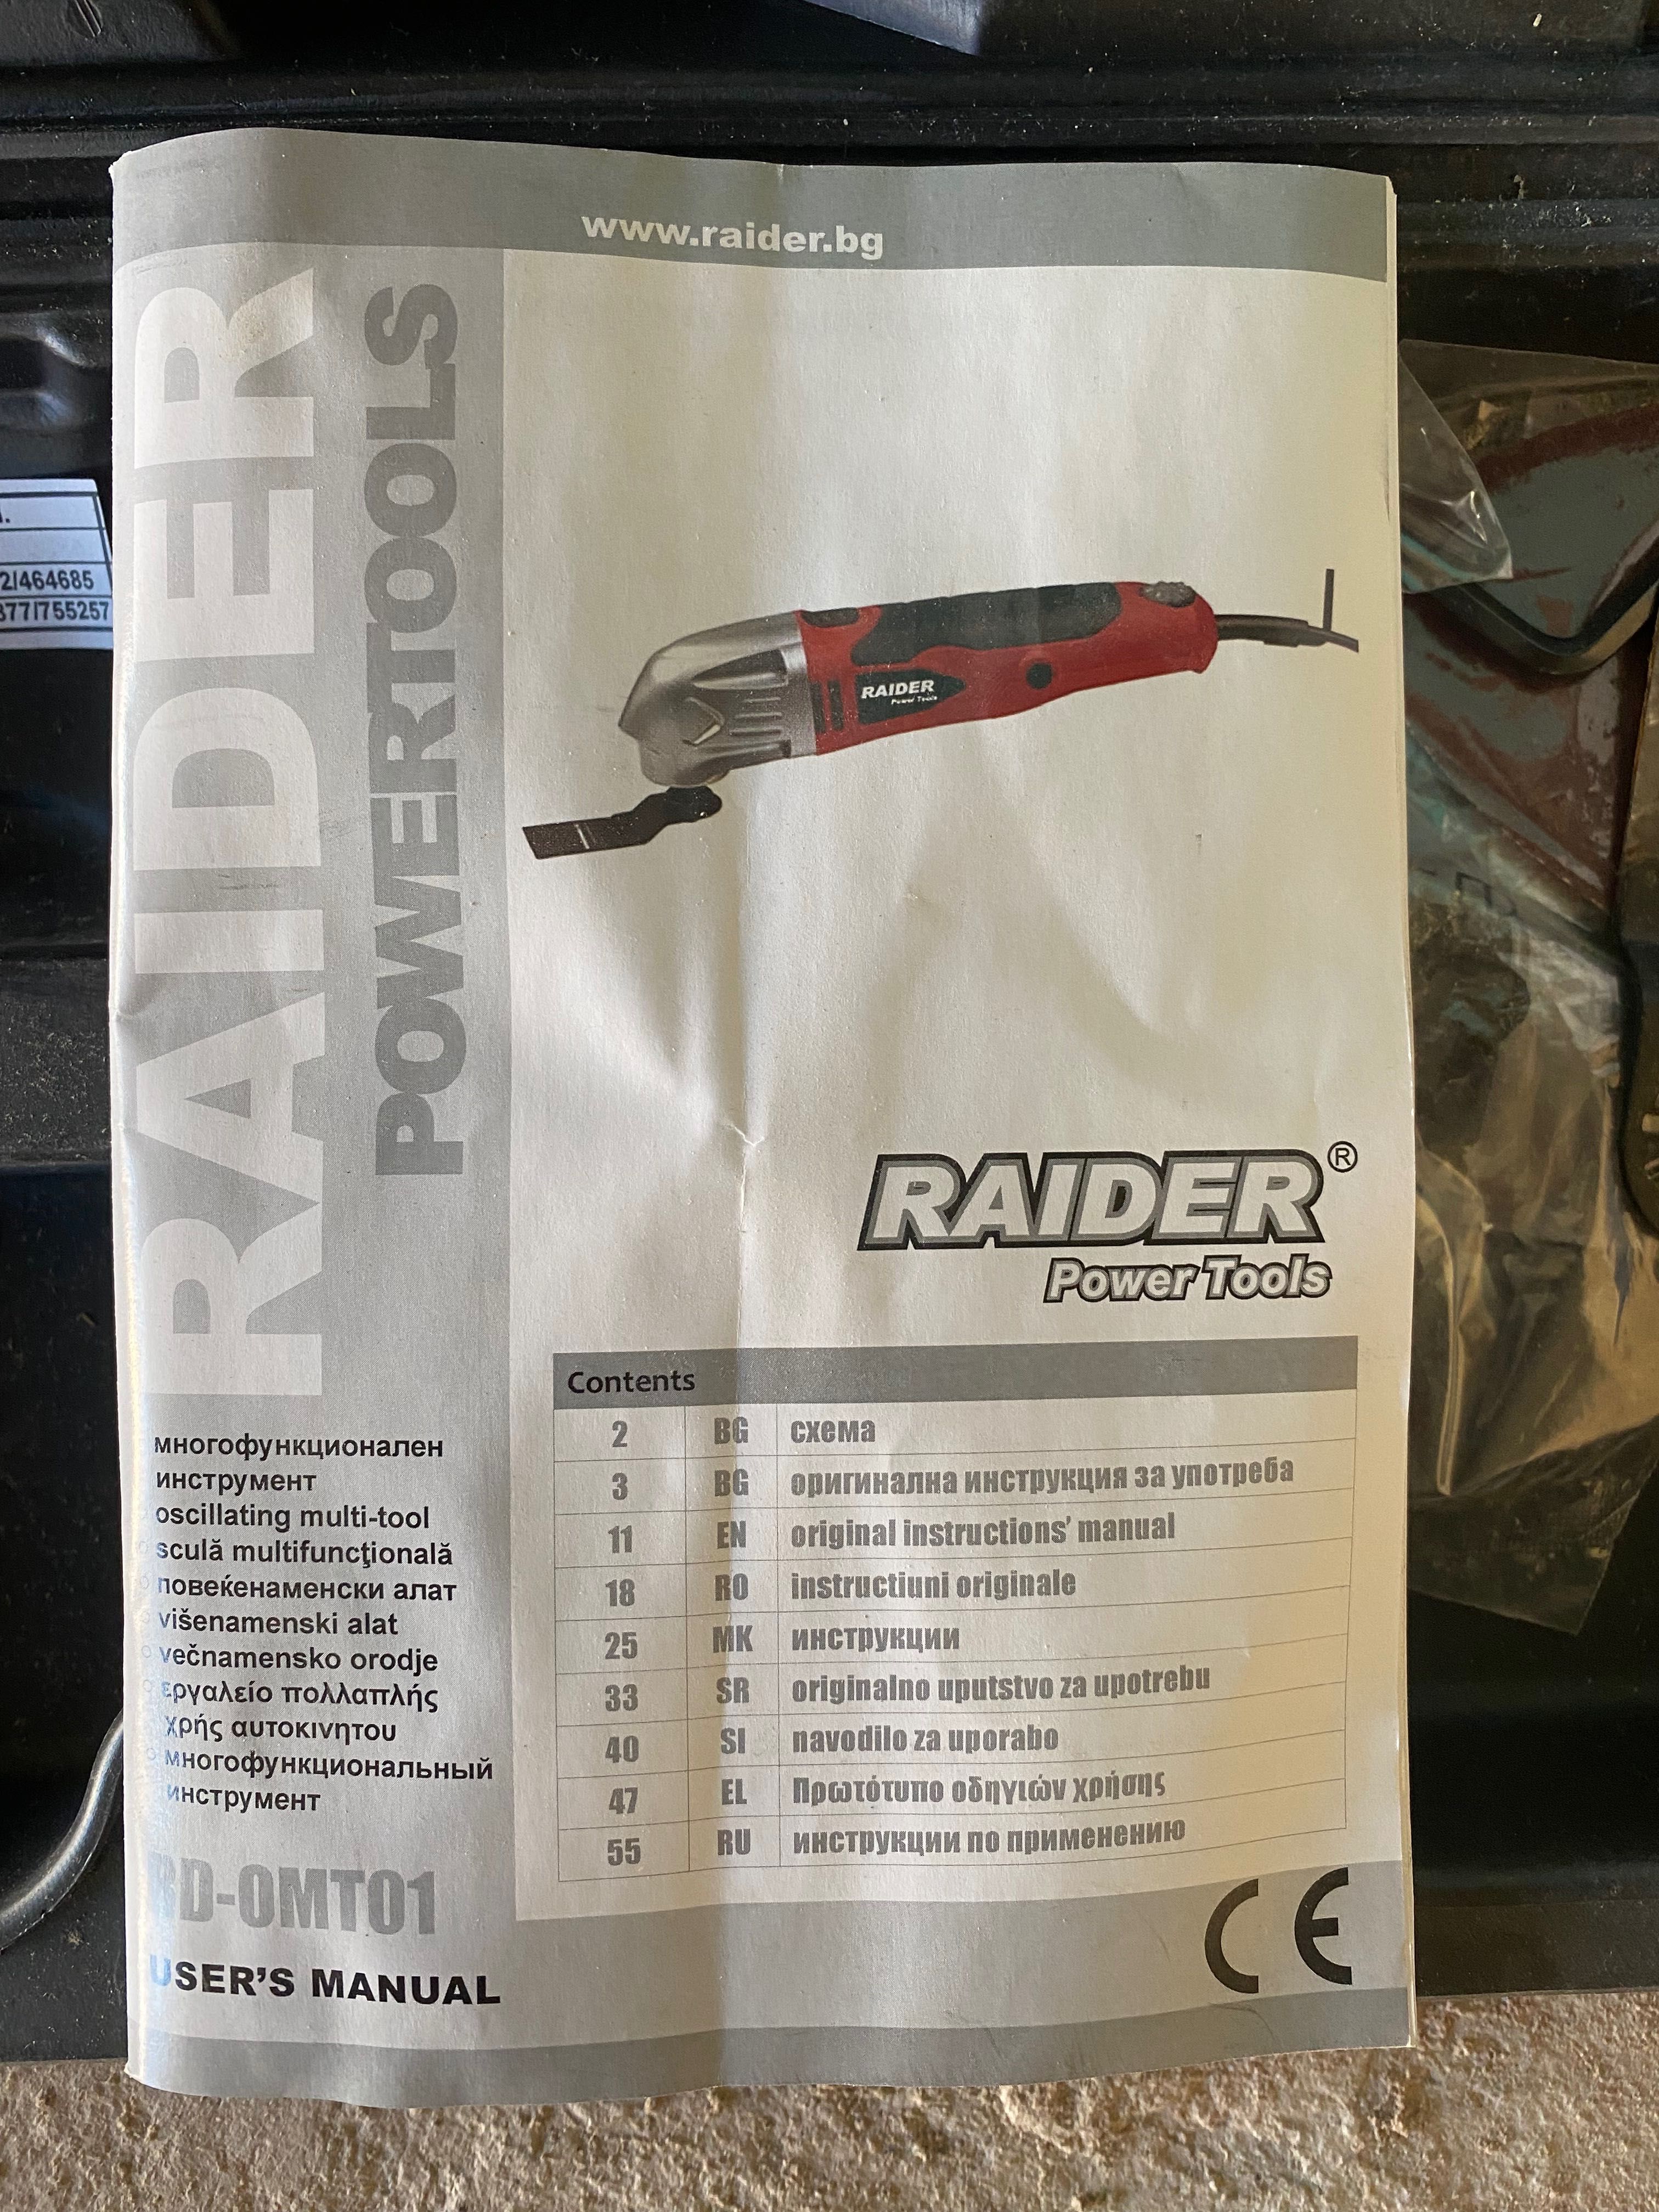 www.raider.bg
RAIDER
POWERTOOLS
RAIDER
Power Tools
RAIDER®
Power Tools
2/464685
877/755257
многофункционален
инструмент
oscillating multi-tool
sculă multifuncţională
повеќенаменски алат
višenamenski alat
večnamensko orodje
εργαλείο πολλαπλής
χρής αυτοκινητου
многофункциональный
инструмент
RD-OMT01
USER'S MANUAL
Contents
2 BG схема
3 BG оригинална инструкция за употреба
11 EN original instructions' manual
18 RO instructiuni originale
25 MK инструкции
33 SR originalno uputstvo za upotrebu
40 SI navodilo za uporabo
47 EL Πρωτότυπο οδηγιών χρήσης
55 RU инструкции по применению
CE